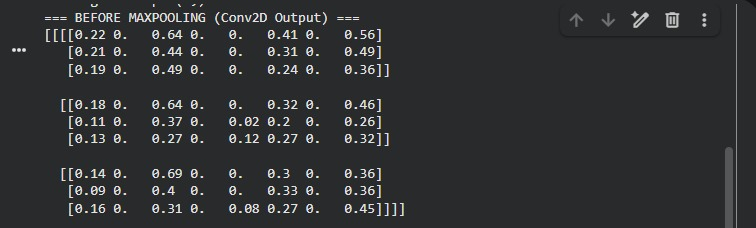 === BEFORE MAXPOOLING (Conv2D Output) ===
[[[[0.22 0.   0.64 0.   0.   0.41 0.   0.56]
[0.21 0.   0.44 0.   0.   0.31 0.   0.49]
[0.19 0.   0.49 0.   0.   0.24 0.   0.36]]
[[0.18 0.   0.64 0.   0.   0.32 0.   0.46]
[0.11 0.   0.37 0.   0.02 0.2  0.   0.26]
[0.13 0.   0.27 0.   0.12 0.27 0.   0.32]]
[[0.14 0.   0.69 0.   0.   0.3  0.   0.36]
[0.09 0.   0.4  0.   0.   0.33 0.   0.36]
[0.16 0.   0.31 0.   0.08 0.27 0.   0.45]]]]